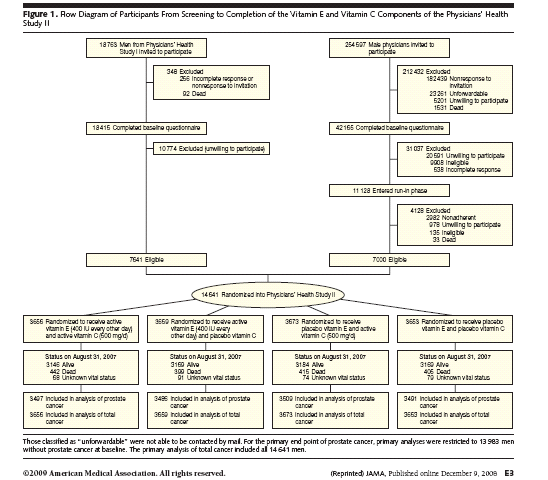 Figure 1. Flow Diagram of Participants From Screening to Completion of the Vitamin E and Vitamin C Components of the Physicians' Health
Study II
18763 Men from Physicians' Health
Study I invited to participate
348 Excluded
256 Incomplete response or
nonresponse to invitation
92 Dead
18415 Completed baseline questionnaire
10774 Excluded (unwilling to participate)
7641 Eligible
254597 Male physicians invited to
participate
212432 Excluded
182439 Nonresponse to
invitation
23261 Unforwardable
5201 Unwilling to participate
1531 Dead
42165 Completed baseline questionnaire
31037 Excluded
20591 Unwilling to participate
9908 Ineligible
538 Incomplete response
11128 Entered run-in phase
4128 Excluded
2982 Nonadherent
978 Unwilling to participate
135 Ineligible
33 Dead
7000 Eligible
14641 Randomized into Physicians' Health Study II
3656 Randomized to receive active
vitamin E (400 IU every other day)
and active vitamin C (500 mg/d)
Status on August 31, 2007
3146 Alive
442 Dead
68 Unknown vital status
3497 Included in analysis of prostate
cancer
3656 Included in analysis of total
cancer
3659 Randomized to receive active
vitamin E (400 IU every
other day) and placebo vitamin C
Status on August 31, 2007
3169 Alive
399 Dead
91 Unknown vital status
3486 Included in analysis of prostate
cancer
3659 Included in analysis of total
cancer
3673 Randomized to receive
placebo vitamin E and active
vitamin C (500 mg/d)
Status on August 31, 2007
3184 Alive
415 Dead
74 Unknown vital status
3509 Included in analysis of prostate
cancer
3673 Included in analysis of total
cancer
3653 Randomized to receive placebo
vitamin E and placebo vitamin C
Status on August 31, 2007
3169 Alive
405 Dead
79 Unknown vital status
3491 Included in analysis of prostate
cancer
3653 Included in analysis of total
cancer
Those classified as "unforwardable" were not able to be contacted by mail. For the primary end point of prostate cancer, primary analyses were restricted to 13 983 men
without prostate cancer at baseline. The primary analysis of total cancer included all 14 641 men.
©2009 American Medical Association. All rights reserved.
(Reprinted) JAMA, Published online December 9, 2008 E3